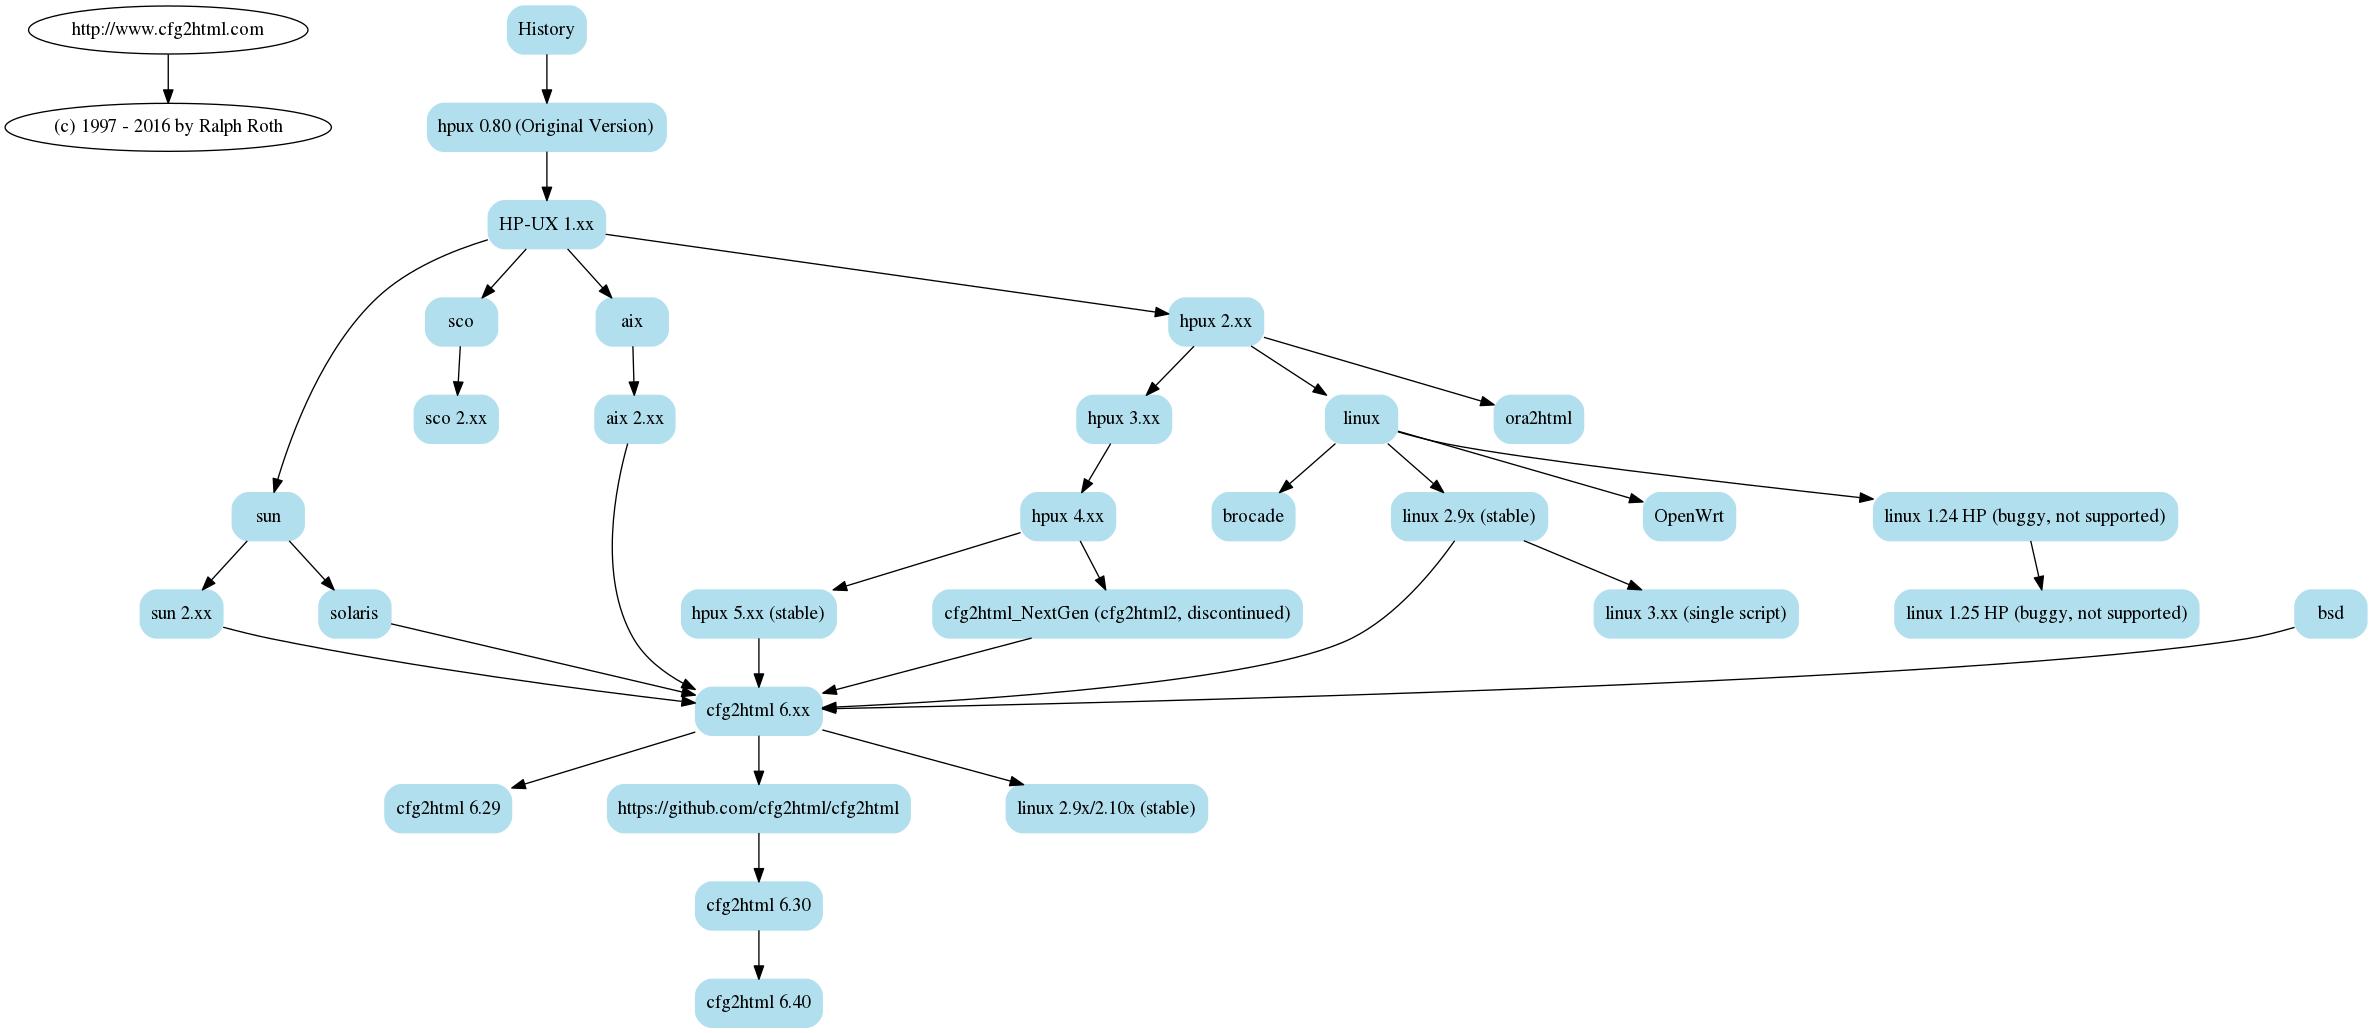 http://www.cfg2html.com
History
(c) 1997 - 2016 by Ralph Roth
hpux 0.80 (Original Version)
HP-UX 1.xx
sco
aix
hpux 2.xx
sco 2.xx
aix 2.xx
hpux 3.xx
linux
ora2html
sun
hpux 4.xx
brocade
linux 2.9x (stable)
OpenWrt
linux 1.24 HP (buggy, not supported)
sun 2.xx
solaris
hpux 5.xx (stable)
cfg2html_NextGen (cfg2html2, discontinued)
linux 3.xx (single script)
linux 1.25 HP (buggy, not supported)
bsd
cfg2html 6.xx
cfg2html 6.29
https://github.com/cfg2html/cfg2html
linux 2.9x/2.10x (stable)
cfg2html 6.30
cfg2html 6.40